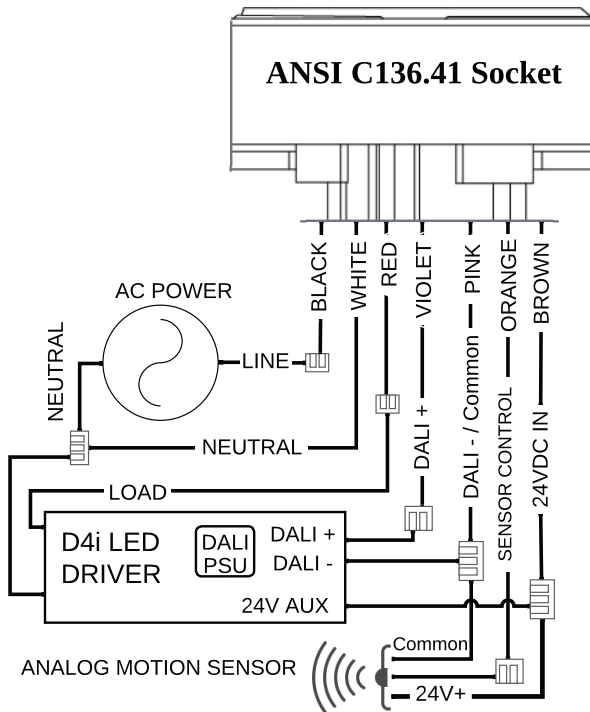 ANSI C136.41 Socket
BLACK
WHITE
RED
VIOLET
PINK
ORANGE
BROWN
AC POWER
LINE
NEUTRAL
NEUTRAL
LOAD
DALI +
DALI - / Common
SENSOR CONTROL
24VDC IN
D4i LED
DRIVER
DALI
PSU
DALI +
DALI -
24V AUX
ANALOG MOTION SENSOR
Common
24V+